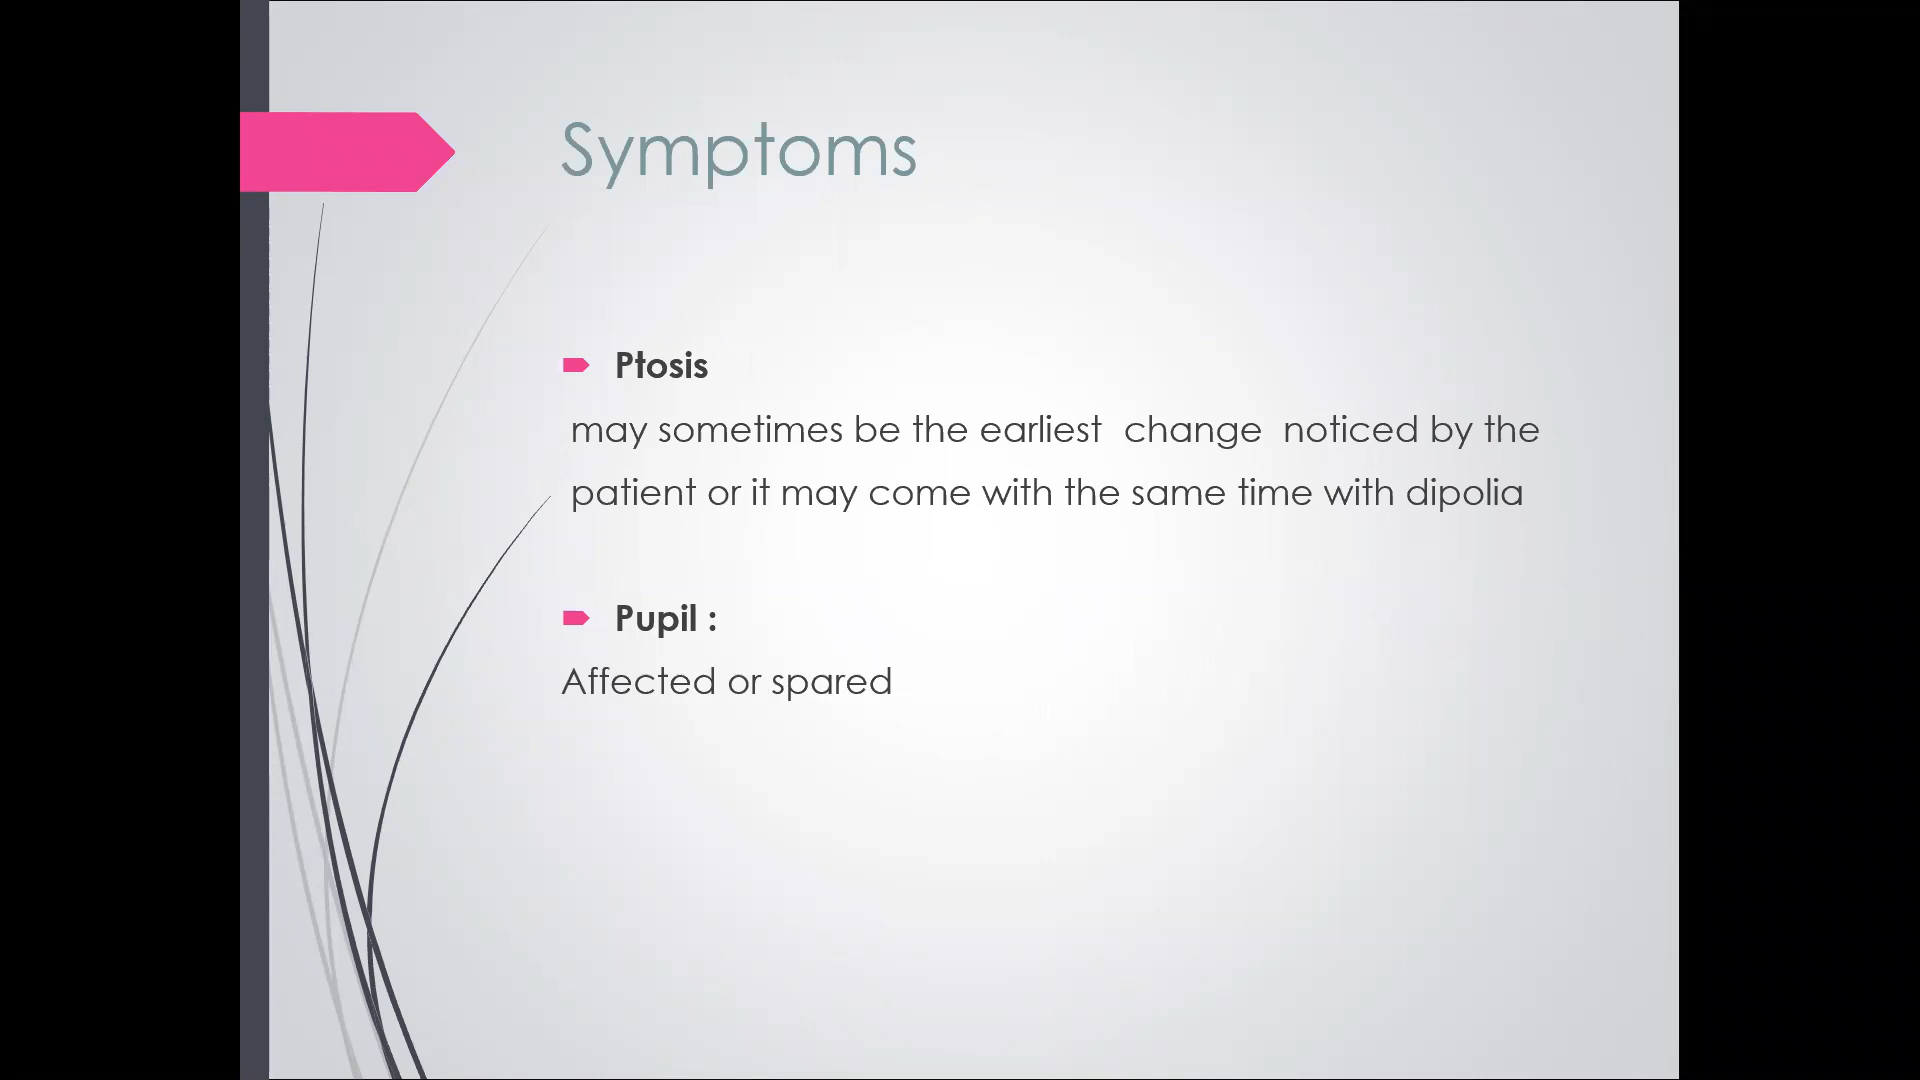 Symptoms
Ptosis
may sometimes be the earliest change noticed by the
patient or it may come with the same time with dipolia
Pupil :
Affected or spared